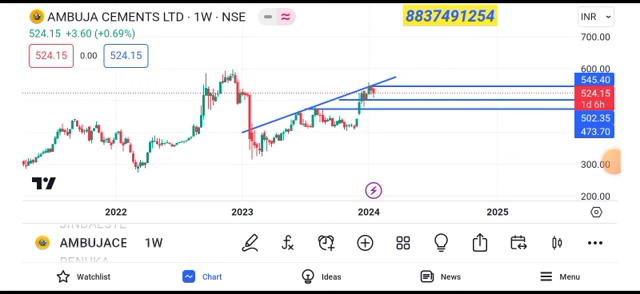 AMBUJA CEMENTS LTD · 1W · NSE
8837491254
INR
524.15 +3.60 (+0.69%)
700.00
524.15 0.00 524.15
600.00
545.40
524.15
1d 6h
502.35
473.70
300.00
200.00
2022 2023 2024 2025
AMBUJACE 1W
Watchlist Chart Ideas News Menu